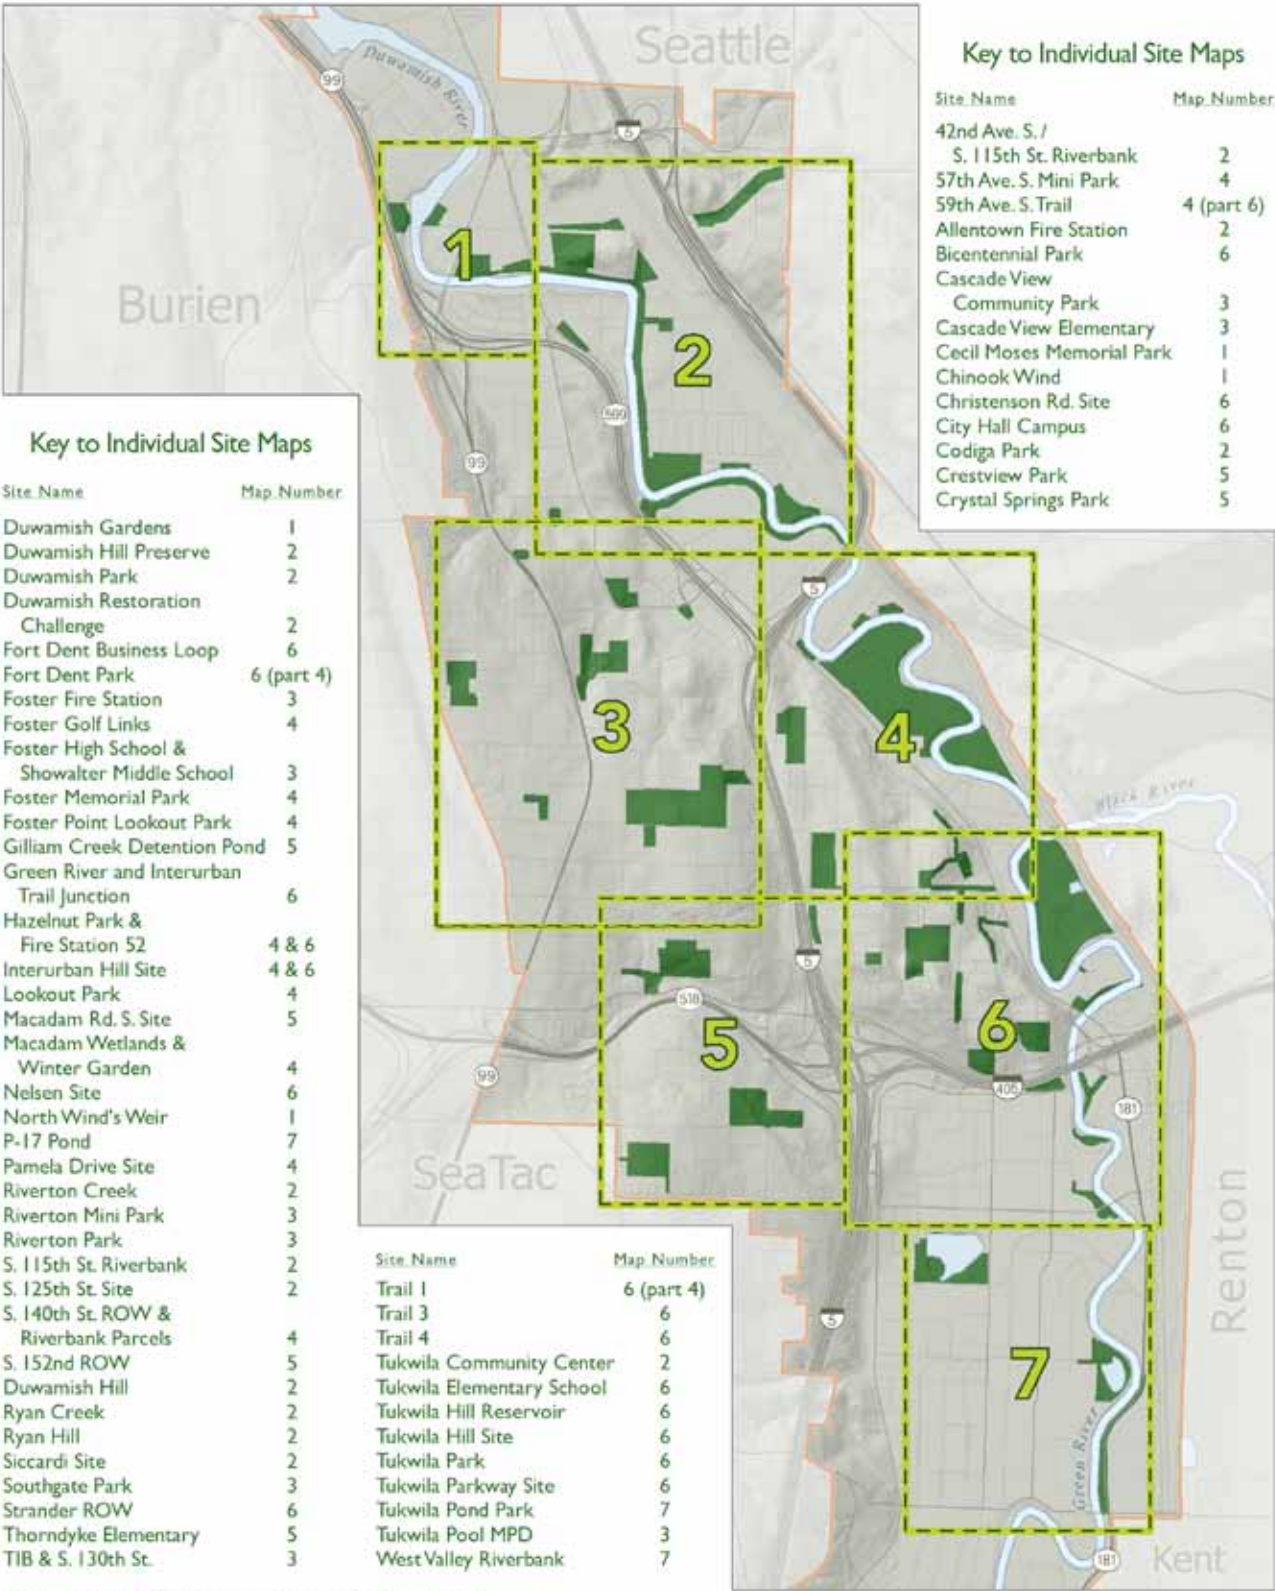 Seattle
Duwamish River
99
5
Burien
1
2
599
99
Key to Individual Site Maps
Site Name Map Number
42nd Ave. S. /
S. 115th St. Riverbank 2
57th Ave. S. Mini Park 4
59th Ave. S. Trail 4 (part 6)
Allentown Fire Station 2
Bicentennial Park 6
Cascade View
Community Park 3
Cascade View Elementary 3
Cecil Moses Memorial Park 1
Chinook Wind 1
Christenson Rd. Site 6
City Hall Campus 6
Codiga Park 2
Crestview Park 5
Crystal Springs Park 5
Key to Individual Site Maps
Site Name Map Number
Duwamish Gardens 1
Duwamish Hill Preserve 2
Duwamish Park 2
Duwamish Restoration
Challenge 2
Fort Dent Business Loop 6
Fort Dent Park 6 (part 4)
Foster Fire Station 3
Foster Golf Links 4
Foster High School &
Showalter Middle School 3
Foster Memorial Park 4
Foster Point Lookout Park 4
Gilliam Creek Detention Pond 5
Green River and Interurban
Trail Junction 6
Hazelnut Park &
Fire Station 52 4 & 6
Interurban Hill Site 4 & 6
Lookout Park 4
Macadam Rd. S. Site 5
Macadam Wetlands &
Winter Garden 4
Nelsen Site 6
North Wind's Weir 1
P-17 Pond 7
Pamela Drive Site 4
Riverton Creek 2
Riverton Mini Park 3
Riverton Park 3
S. 115th St. Riverbank 2
S. 125th St. Site 2
S. 140th St. ROW &
Riverbank Parcels 4
S. 152nd ROW 5
Duwamish Hill 2
Ryan Creek 2
Ryan Hill 2
Siccardi Site 2
Southgate Park 3
Strander ROW 6
Thorndyke Elementary 5
TIB & S. 130th St. 3
Site Name Map Number
Trail 1 6 (part 4)
Trail 3 6
Trail 4 6
Tukwila Community Center 2
Tukwila Elementary School 6
Tukwila Hill Reservoir 6
Tukwila Hill Site 6
Tukwila Park 6
Tukwila Parkway Site 6
Tukwila Pond Park 7
Tukwila Pool MPD 3
West Valley Riverbank 7
5
3
4
Black River
5
518
5
6
99
405
181
SeaTac
Renton
5
7
Green River
181
Kent